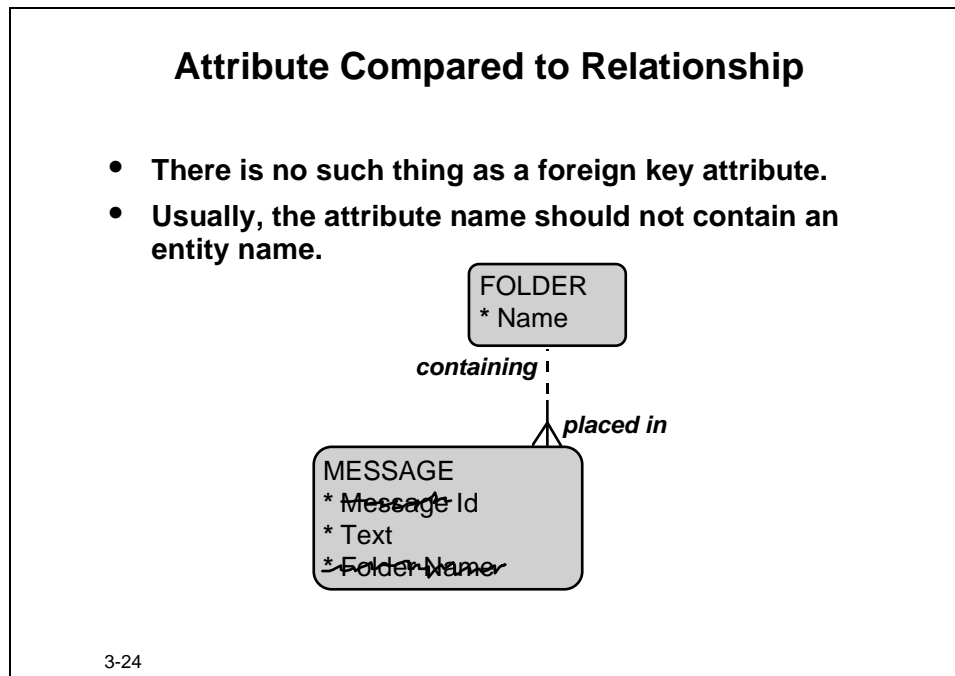 Attribute Compared to Relationship
• There is no such thing as a foreign key attribute.
• Usually, the attribute name should not contain an
entity name.
FOLDER
* Name
containing
placed in
MESSAGE
* Message Id
* Text
* Folder Name
3-24